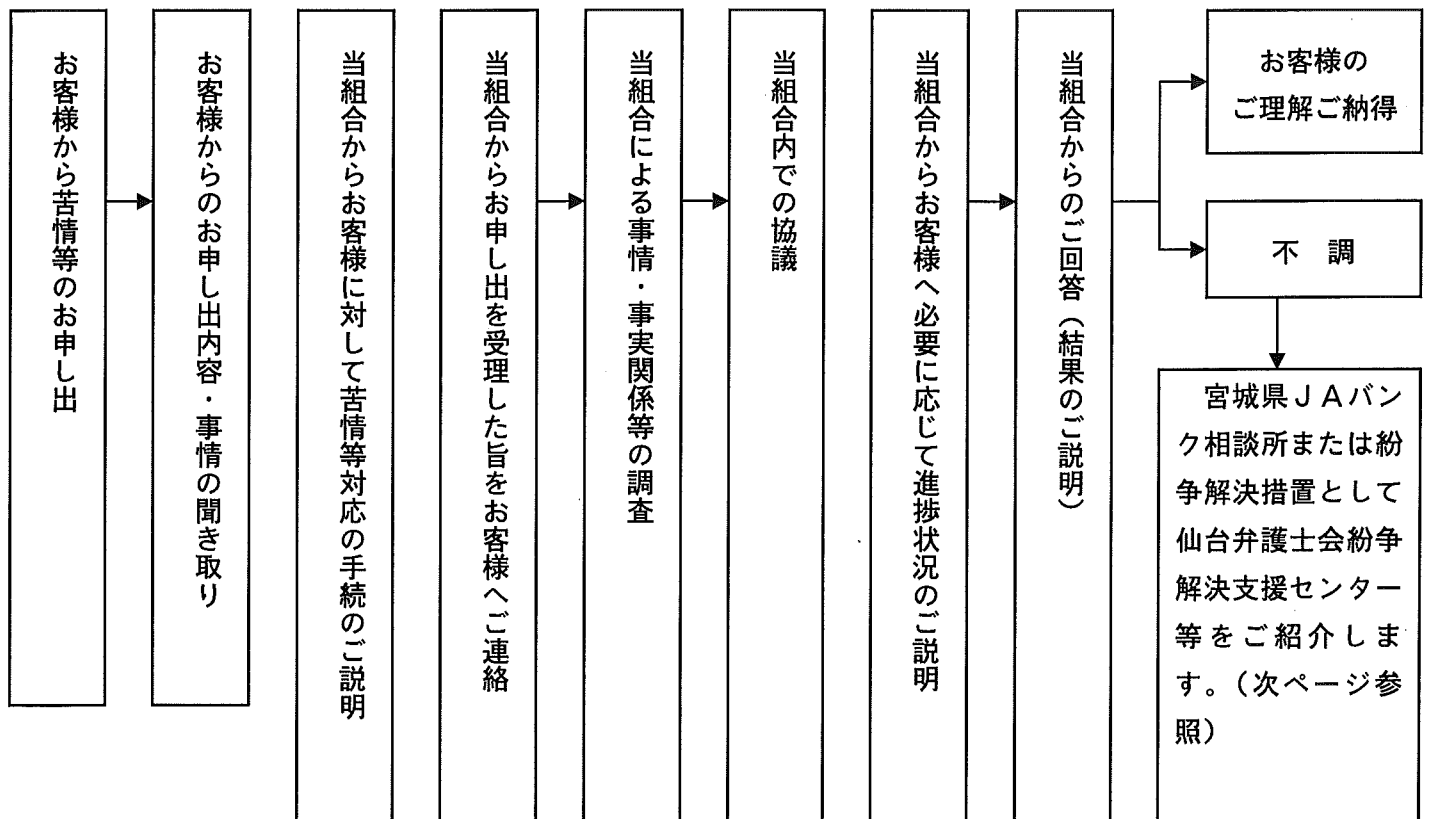 お客様から苦情等のお申し出
お客様からのお申し出内容・事情の聞き取り
当組合からお客様に対して苦情等対応の手続のご説明
当組合からお申し出を受理した旨をお客様へご連絡
当組合による事情・事実関係等の調査
当組合内での協議
当組合からお客様へ必要に応じて進捗状況のご説明
当組合からのご回答（結果のご説明）
お客様の
ご理解ご納得
不　調
宮城県ＪＡバン
ク相談所または紛
争解決措置として
仙台弁護士会紛争
解決支援センター
等をご紹介しま
す。（次ページ参
照）